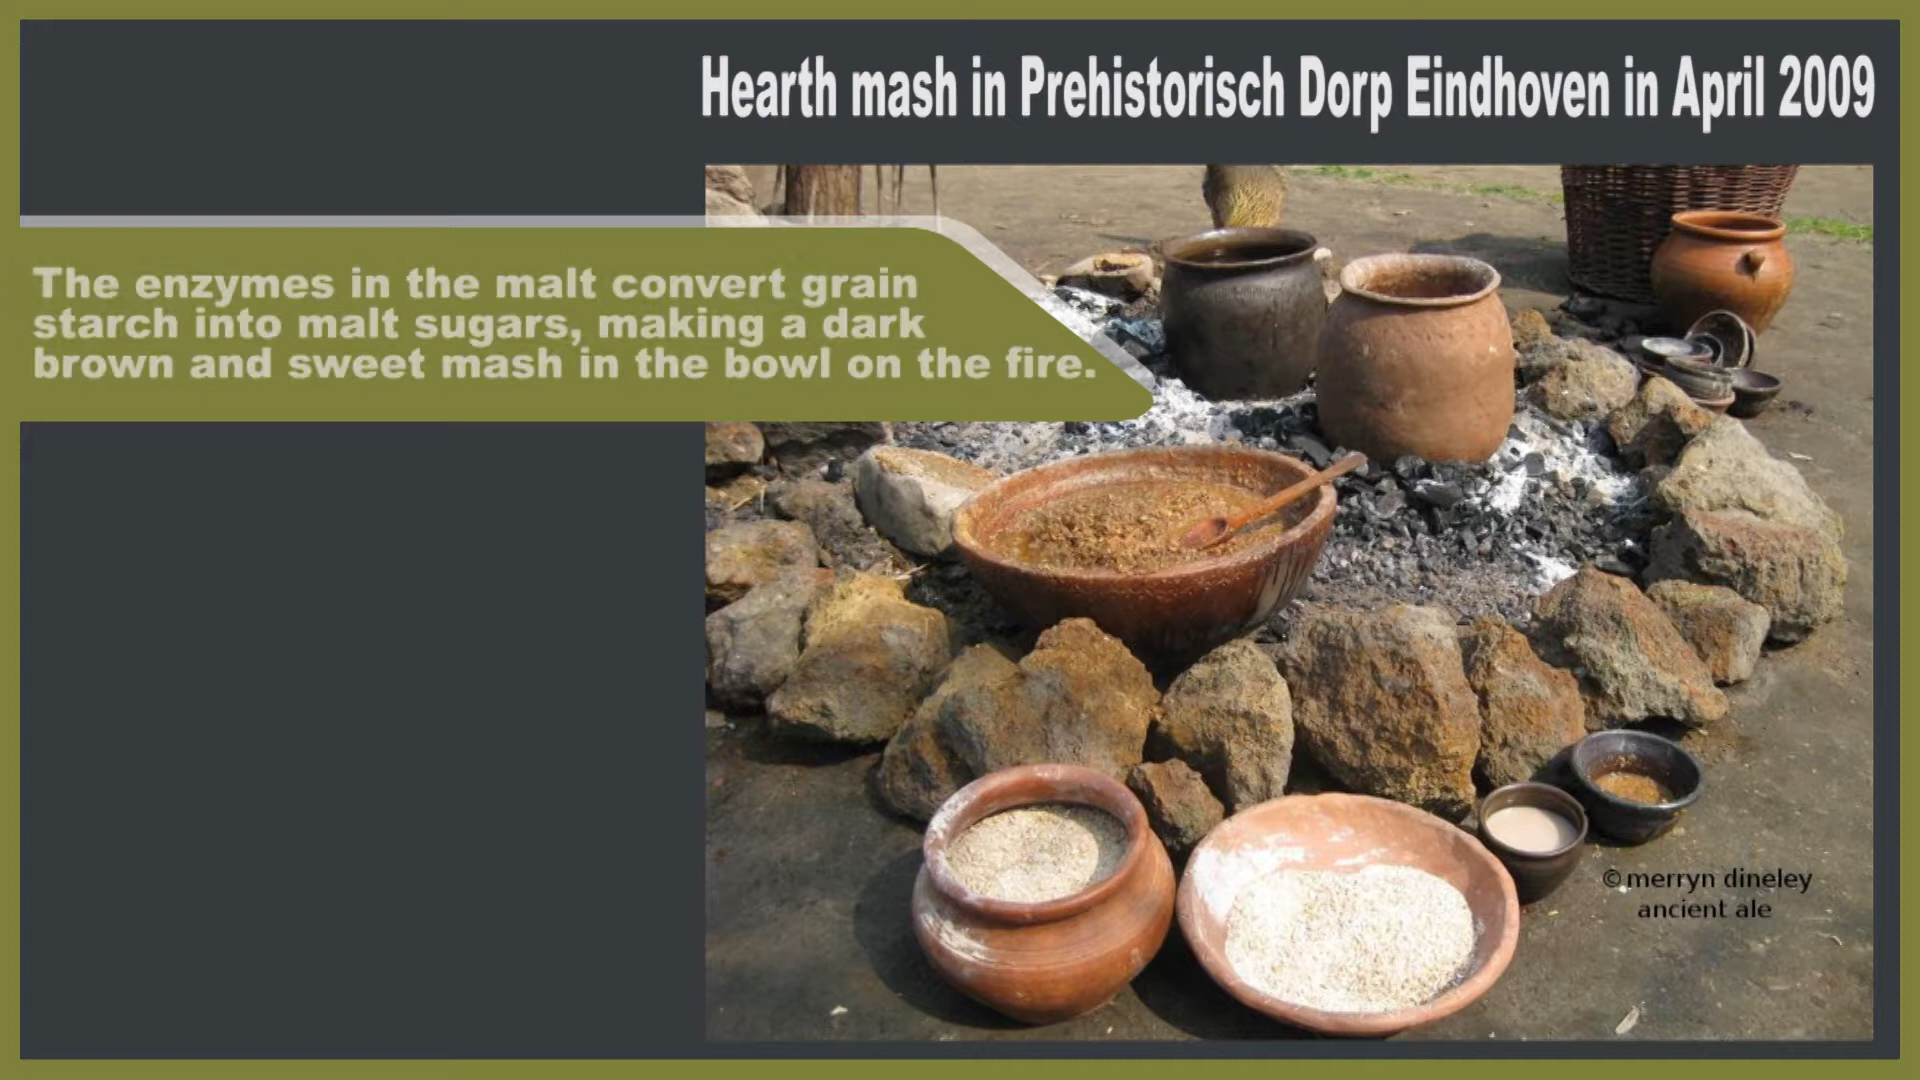 Hearth mash in Prehistorisch Dorp Eindhoven in April 2009
The enzymes in the malt convert grain
starch into malt sugars, making a dark
brown and sweet mash in the bowl on the fire.
©merryn dineley
ancient ale